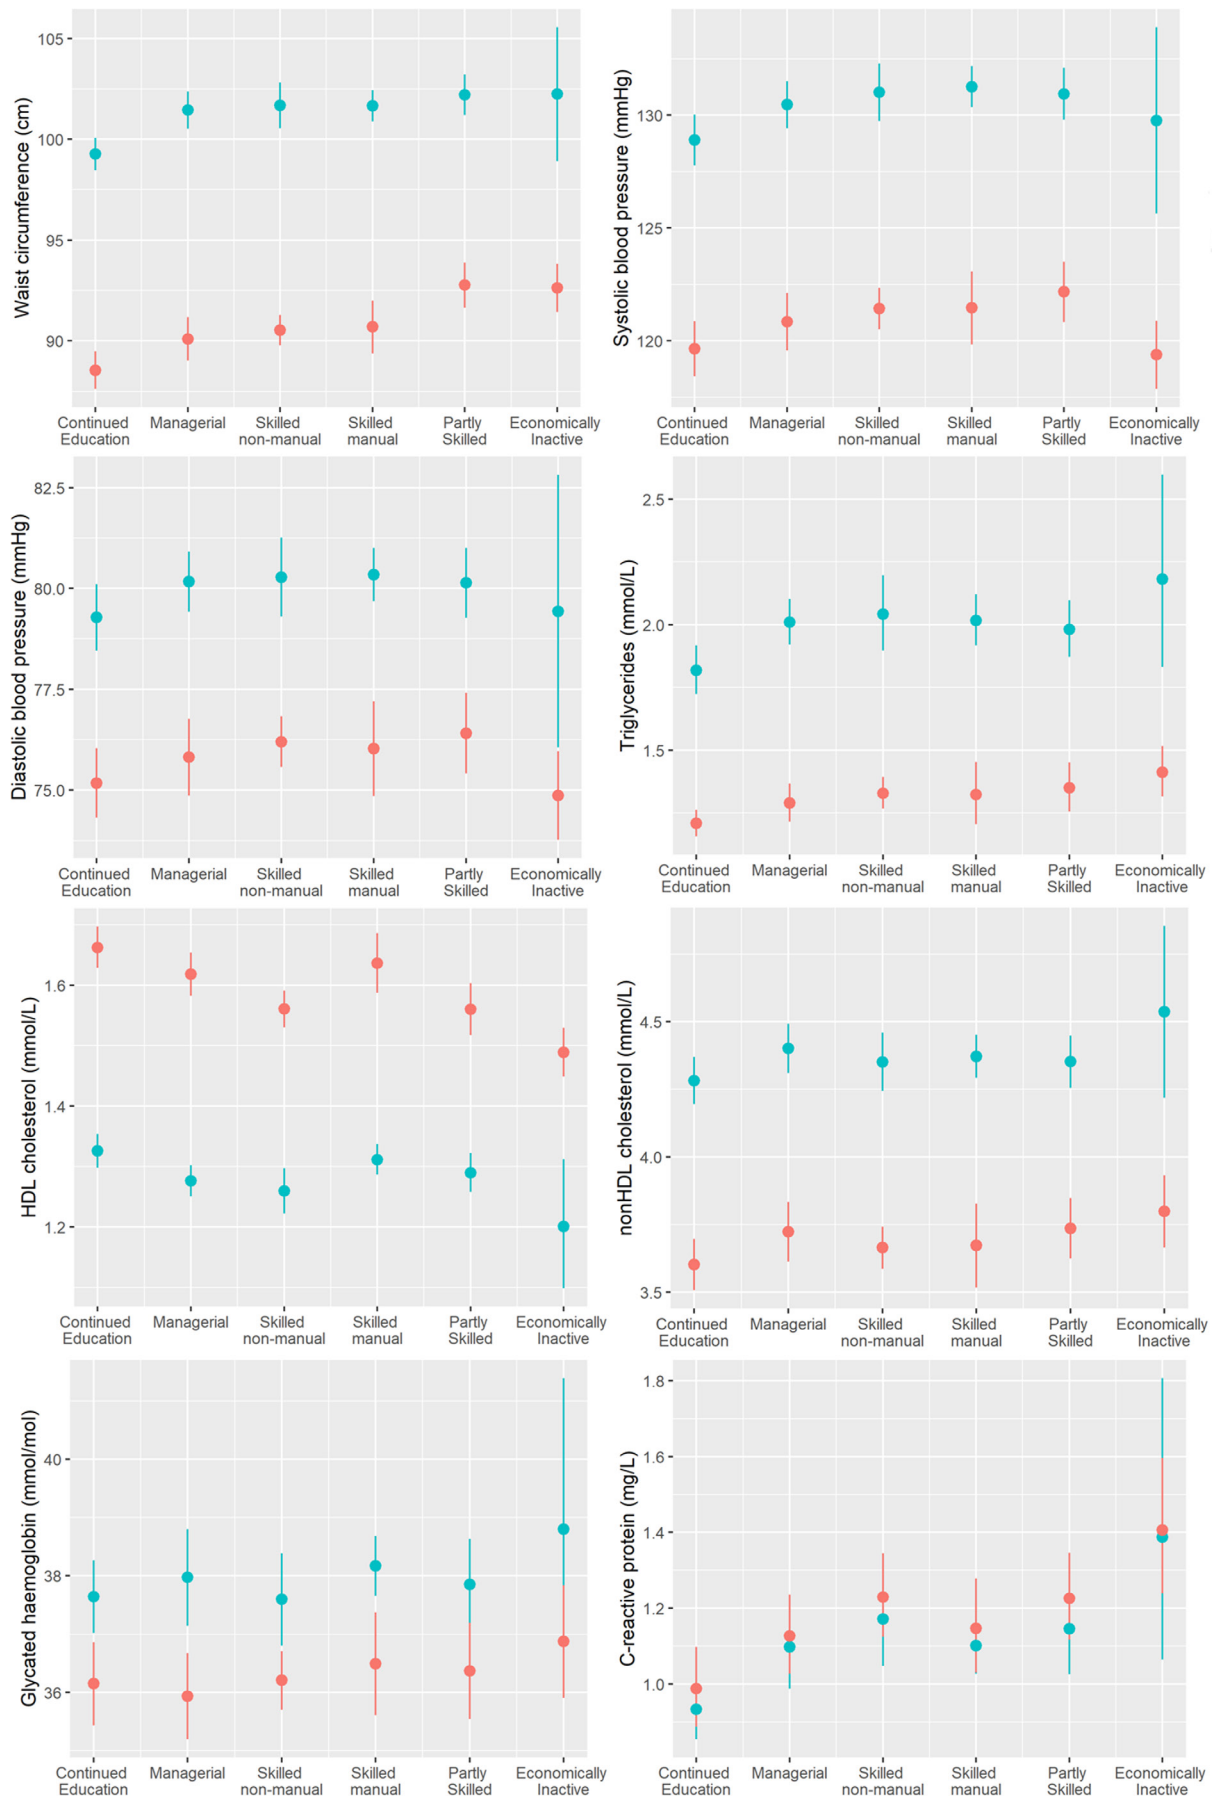 Waist circumference (cm)
105
100
95
90
Continued Education
Managerial
Skilled non-manual
Skilled manual
Partly Skilled
Economically Inactive
Systolic blood pressure (mmHg)
130
125
120
Continued Education
Managerial
Skilled non-manual
Skilled manual
Partly Skilled
Economically Inactive
Diastolic blood pressure (mmHg)
82.5
80.0
77.5
75.0
Continued Education
Managerial
Skilled non-manual
Skilled manual
Partly Skilled
Economically Inactive
Triglycerides (mmol/L)
2.5
2.0
1.5
Continued Education
Managerial
Skilled non-manual
Skilled manual
Partly Skilled
Economically Inactive
HDL cholesterol (mmol/L)
1.6
1.4
1.2
Continued Education
Managerial
Skilled non-manual
Skilled manual
Partly Skilled
Economically Inactive
nonHDL cholesterol (mmol/L)
4.5
4.0
3.5
Continued Education
Managerial
Skilled non-manual
Skilled manual
Partly Skilled
Economically Inactive
Glycated haemoglobin (mmol/mol)
40
38
36
Continued Education
Managerial
Skilled non-manual
Skilled manual
Partly Skilled
Economically Inactive
C-reactive protein (mg/L)
1.8
1.6
1.4
1.2
1.0
Continued Education
Managerial
Skilled non-manual
Skilled manual
Partly Skilled
Economically Inactive